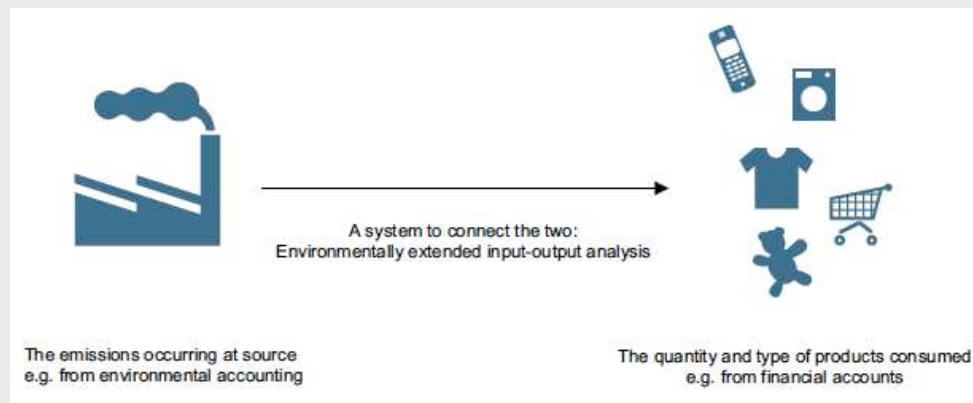 A system to connect the two:
Environmentally extended input-output analysis
The emissions occurring at source
e.g. from environmental accounting
The quantity and type of products consumed
e.g. from financial accounts